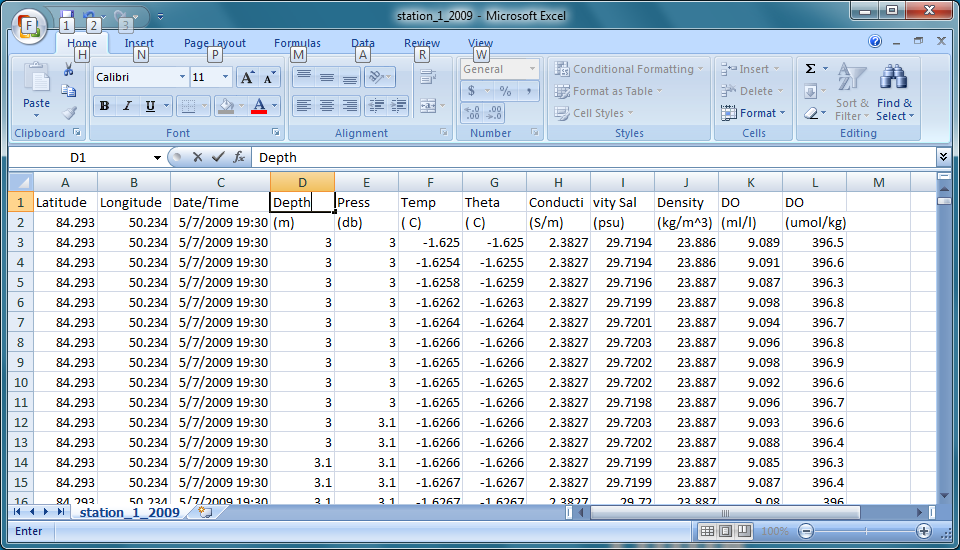 station_1_2009 - Microsoft Excel
F 1 2 3
Home Insert Page Layout Formulas Data Review View
H N P M A R W
Calibri 11 A A General Conditional Formatting Insert Σ
Format as Table Delete
Paste B I U A $ % , Cell Styles Format Sort & Filter Find & Select
Clipboard Font Alignment Number Styles Cells Editing
D1 fx Depth
A B C D E F G H I J K L M
1 Latitude Longitude Date/Time Depth Press Temp Theta Conducti vity Sal Density DO DO
2 84.293 50.234 5/7/2009 19:30 (m) (db) ( C) ( C) (S/m) (psu) (kg/m^3) (ml/l) (umol/kg)
3 84.293 50.234 5/7/2009 19:30 3 3 -1.625 -1.625 2.3827 29.7194 23.886 9.089 396.5
4 84.293 50.234 5/7/2009 19:30 3 3 -1.6254 -1.6255 2.3827 29.7194 23.886 9.091 396.6
5 84.293 50.234 5/7/2009 19:30 3 3 -1.6258 -1.6259 2.3827 29.7196 23.887 9.087 396.3
6 84.293 50.234 5/7/2009 19:30 3 3 -1.6262 -1.6263 2.3827 29.7199 23.887 9.098 396.8
7 84.293 50.234 5/7/2009 19:30 3 3 -1.6264 -1.6264 2.3827 29.7201 23.887 9.094 396.7
8 84.293 50.234 5/7/2009 19:30 3 3 -1.6266 -1.6266 2.3827 29.7203 23.887 9.096 396.8
9 84.293 50.234 5/7/2009 19:30 3 3 -1.6265 -1.6266 2.3827 29.7202 23.887 9.098 396.9
10 84.293 50.234 5/7/2009 19:30 3 3 -1.6265 -1.6265 2.3827 29.7202 23.887 9.092 396.6
11 84.293 50.234 5/7/2009 19:30 3 3 -1.6265 -1.6266 2.3827 29.7198 23.887 9.096 396.7
12 84.293 50.234 5/7/2009 19:30 3 3.1 -1.6266 -1.6266 2.3827 29.7203 23.887 9.093 396.6
13 84.293 50.234 5/7/2009 19:30 3 3.1 -1.6266 -1.6266 2.3827 29.7202 23.887 9.088 396.4
14 84.293 50.234 5/7/2009 19:30 3.1 3.1 -1.6266 -1.6266 2.3827 29.7199 23.887 9.085 396.3
15 84.293 50.234 5/7/2009 19:30 3.1 3.1 -1.6267 -1.6267 2.3827 29.7199 23.887 9.087 396.4
16 84.293 50.234 5/7/2009 19:30 3.1 3.1 -1.6266 -1.6267 2.3827 29.72 23.887 9.08 396
station_1_2009
Enter 100%